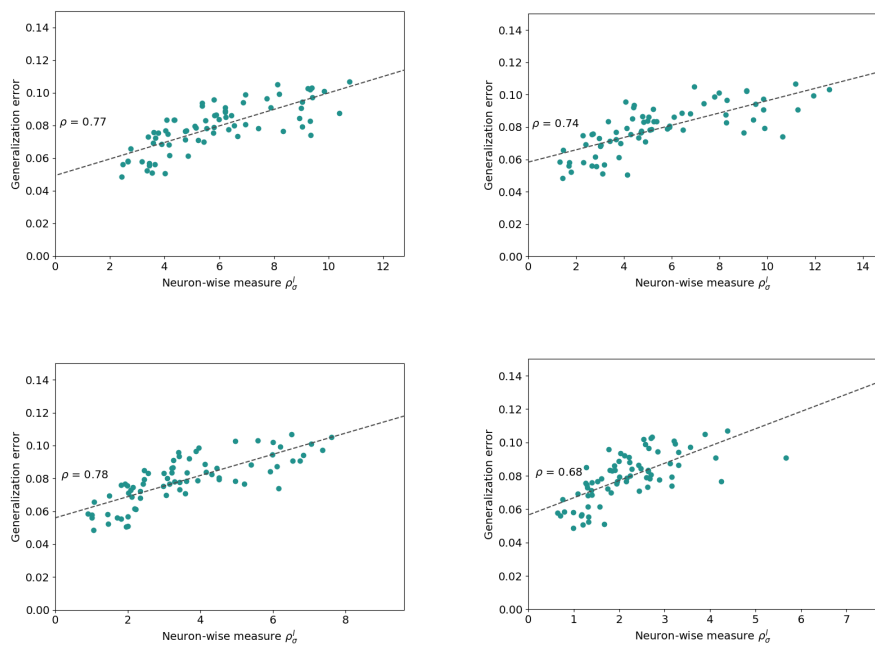 0.14
0.12
0.10
0.08
0.06
0.04
0.02
0.00
Generalization error
ρ = 0.77
0 2 4 6 8 10 12
Neuron-wise measure ρ_σ^l
0.14
0.12
0.10
0.08
0.06
0.04
0.02
0.00
Generalization error
ρ = 0.74
0 2 4 6 8 10 12 14
Neuron-wise measure ρ_σ^l
0.14
0.12
0.10
0.08
0.06
0.04
0.02
0.00
Generalization error
ρ = 0.78
0 2 4 6 8
Neuron-wise measure ρ_σ^l
0.14
0.12
0.10
0.08
0.06
0.04
0.02
0.00
Generalization error
ρ = 0.68
0 1 2 3 4 5 6 7
Neuron-wise measure ρ_σ^l